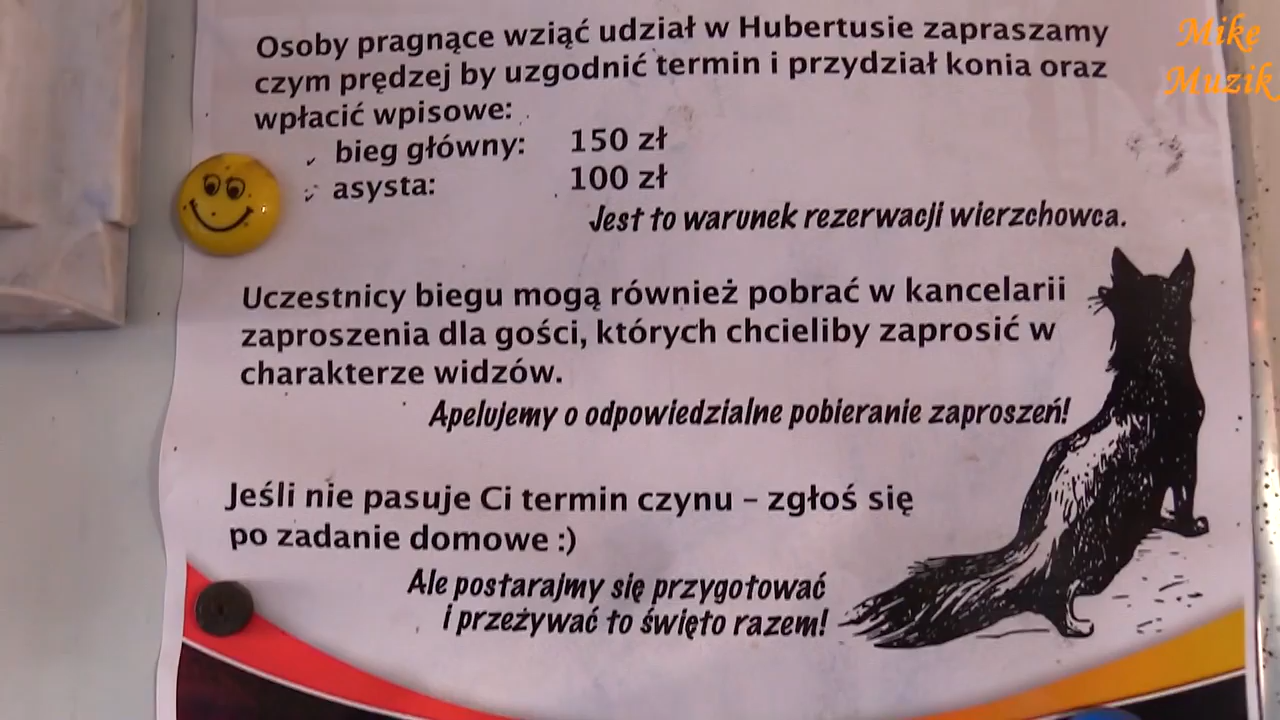 Mike
Muzik
Osoby pragnące wziąć udział w Hubertusie zapraszamy
czym prędzej by uzgodnić termin i przydział konia oraz
wpłacić wpisowe:
bieg główny: 150 zł
asysta: 100 zł
Jest to warunek rezerwacji wierzchowca.
Uczestnicy biegu mogą również pobrać w kancelarii
zaproszenia dla gości, których chcieliby zaprosić w
charakterze widzów.
Apelujemy o odpowiedzialne pobieranie zaproszeń!
Jeśli nie pasuje Ci termin czynu – zgłoś się
po zadanie domowe :)
Ale postarajmy się przygotować
i przeżywać to święto razem!